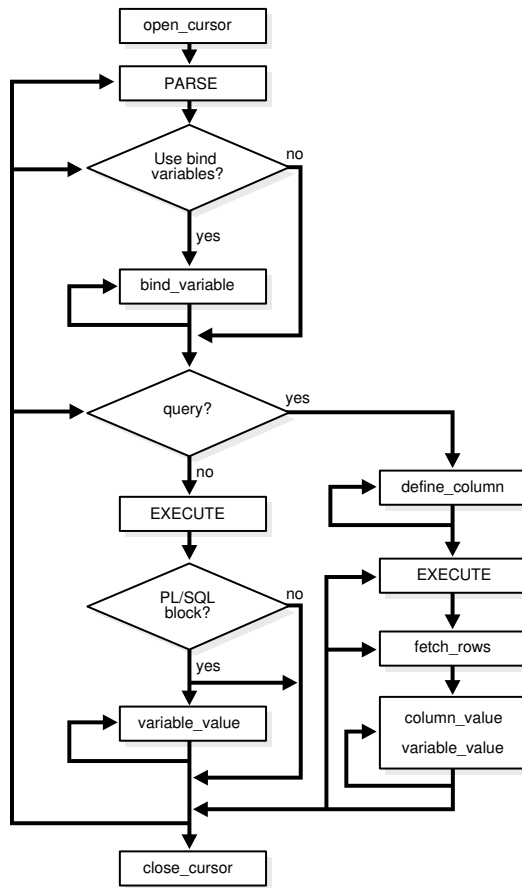 open_cursor
PARSE
Use bind
variables?
no
yes
bind_variable
query?
yes
no
define_column
EXECUTE
EXECUTE
PL/SQL
block?
no
fetch_rows
yes
column_value
variable_value
variable_value
close_cursor